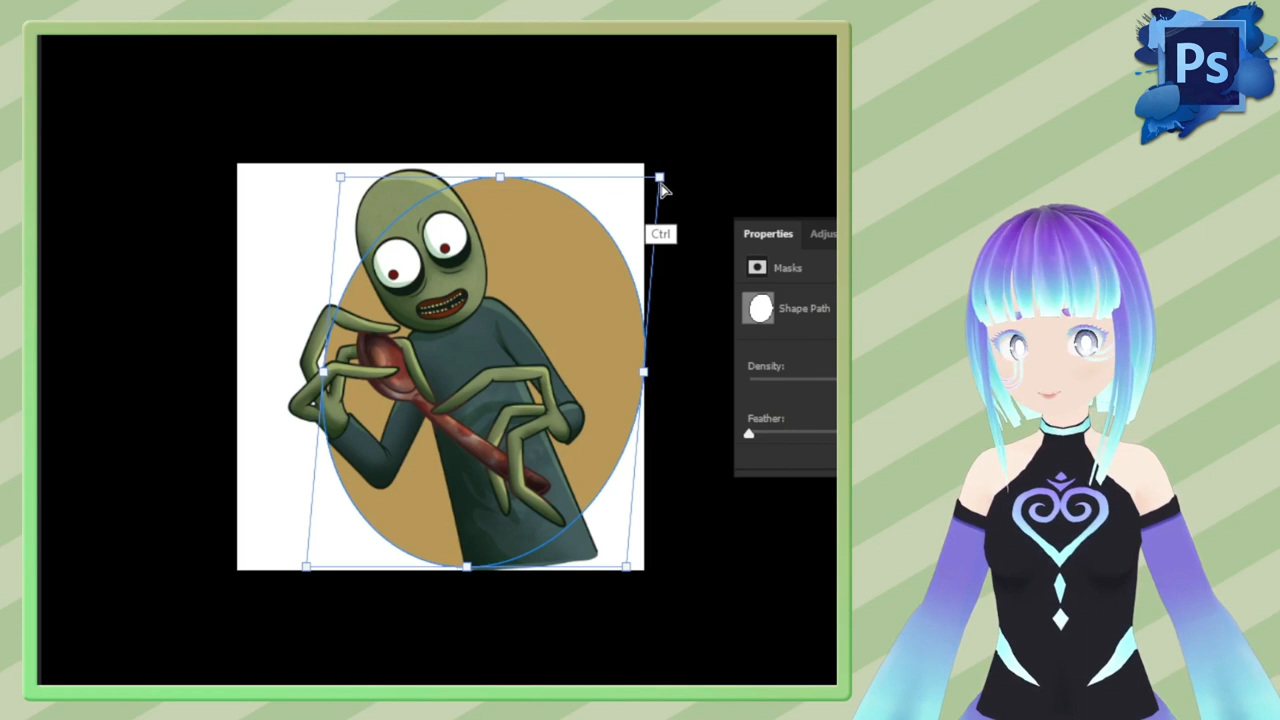 Ps
Ctrl
Properties Adjus
Masks
Shape Path
Density:
Feather: